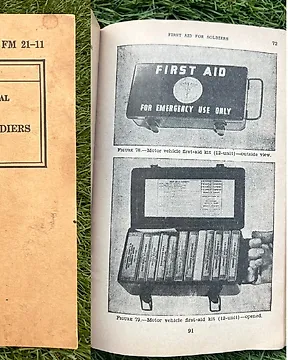 FM 21-11
AL
DIERS
FIRST AID FOR SOLDIERS
72
FIRST AID
FOR EMERGENCY USE ONLY
FIGURE 78.—Motor vehicle first-aid kit (12-unit)—outside view.
FIGURE 79.—Motor vehicle first-aid kit (12-unit)—opened.
91